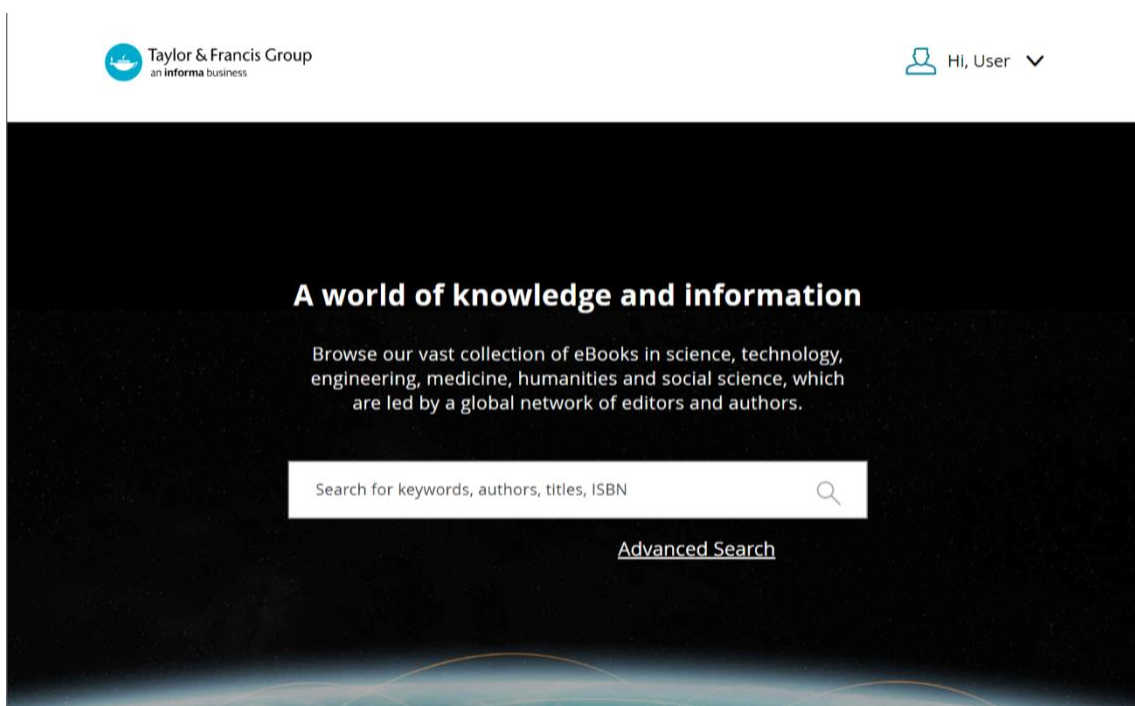 Taylor & Francis Group
an informa business
Hi, User
A world of knowledge and information
Browse our vast collection of eBooks in science, technology,
engineering, medicine, humanities and social science, which
are led by a global network of editors and authors.
Search for keywords, authors, titles, ISBN
Advanced Search